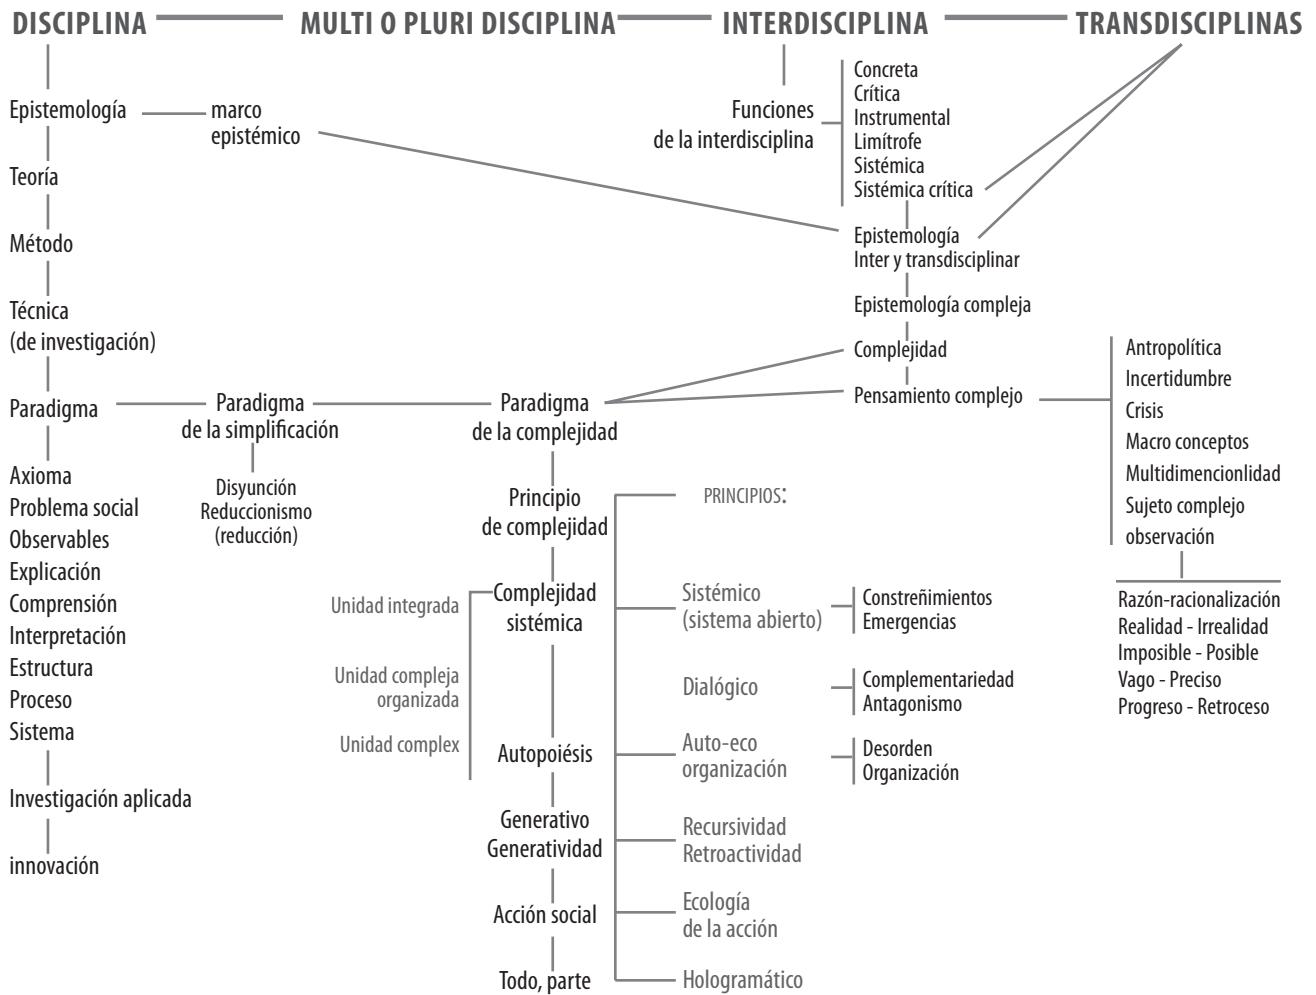 DISCIPLINA
MULTI O PLURI DISCIPLINA
INTERDISCIPLINA
TRANSDISCIPLINAS
Epistemología
marco
epistémico
Teoría
Método
Técnica
(de investigación)
Paradigma
Axioma
Problema social
Observables
Explicación
Comprensión
Interpretación
Estructura
Proceso
Sistema
Investigación aplicada
innovación
Paradigma
de la simplificación
Disyunción
Reduccionismo
(reducción)
Paradigma
de la complejidad
Principio
de complejidad
Complejidad
sistémica
Unidad integrada
Unidad compleja
organizada
Unidad complex
Autopoiésis
Generativo
Generatividad
Acción social
Todo, parte
PRINCIPIOS:
Sistémico
(sistema abierto)
Constreñimientos
Emergencias
Dialógico
Complementariedad
Antagonismo
Auto-eco
organización
Desorden
Organización
Recursividad
Retroactividad
Ecología
de la acción
Hologramático
Funciones
de la interdisciplina
Concreta
Crítica
Instrumental
Limítrofe
Sistémica
Sistémica crítica
Epistemología
Inter y transdisciplinar
Epistemología compleja
Complejidad
Pensamiento complejo
Antropolítica
Incertidumbre
Crisis
Macro conceptos
Multidimencionlidad
Sujeto complejo
observación
Razón-racionalización
Realidad - Irrealidad
Imposible - Posible
Vago - Preciso
Progreso - Retroceso